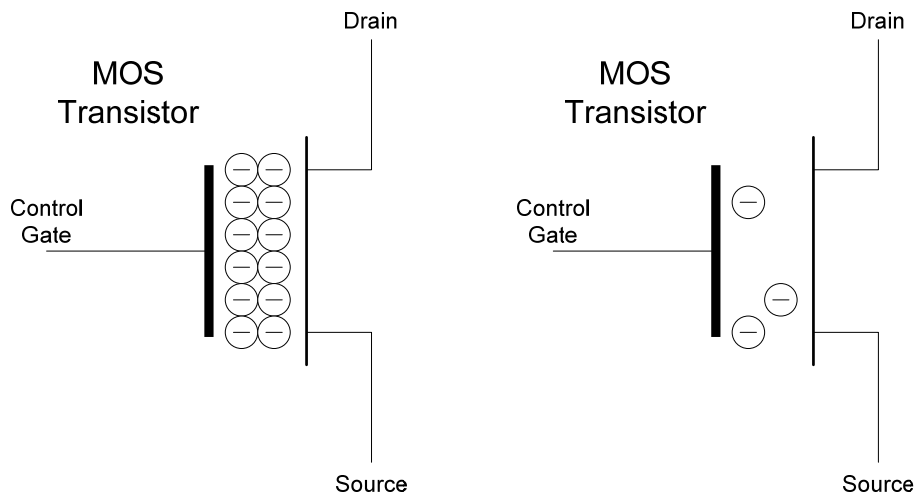 Drain
MOS
Transistor
Control
Gate
Source
Drain
MOS
Transistor
Control
Gate
Source